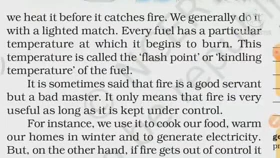 we heat it before it catches fire. We generally do it
with a lighted match. Every fuel has a particular
temperature at which it begins to burn. This
temperature is called the 'flash point' or 'kindling
temperature' of the fuel.
It is sometimes said that fire is a good servant
but a bad master. It only means that fire is very
useful as long as it is kept under control.
For instance, we use it to cook our food, warm
our homes in winter and to generate electricity.
But, on the other hand, if fire gets out of control it